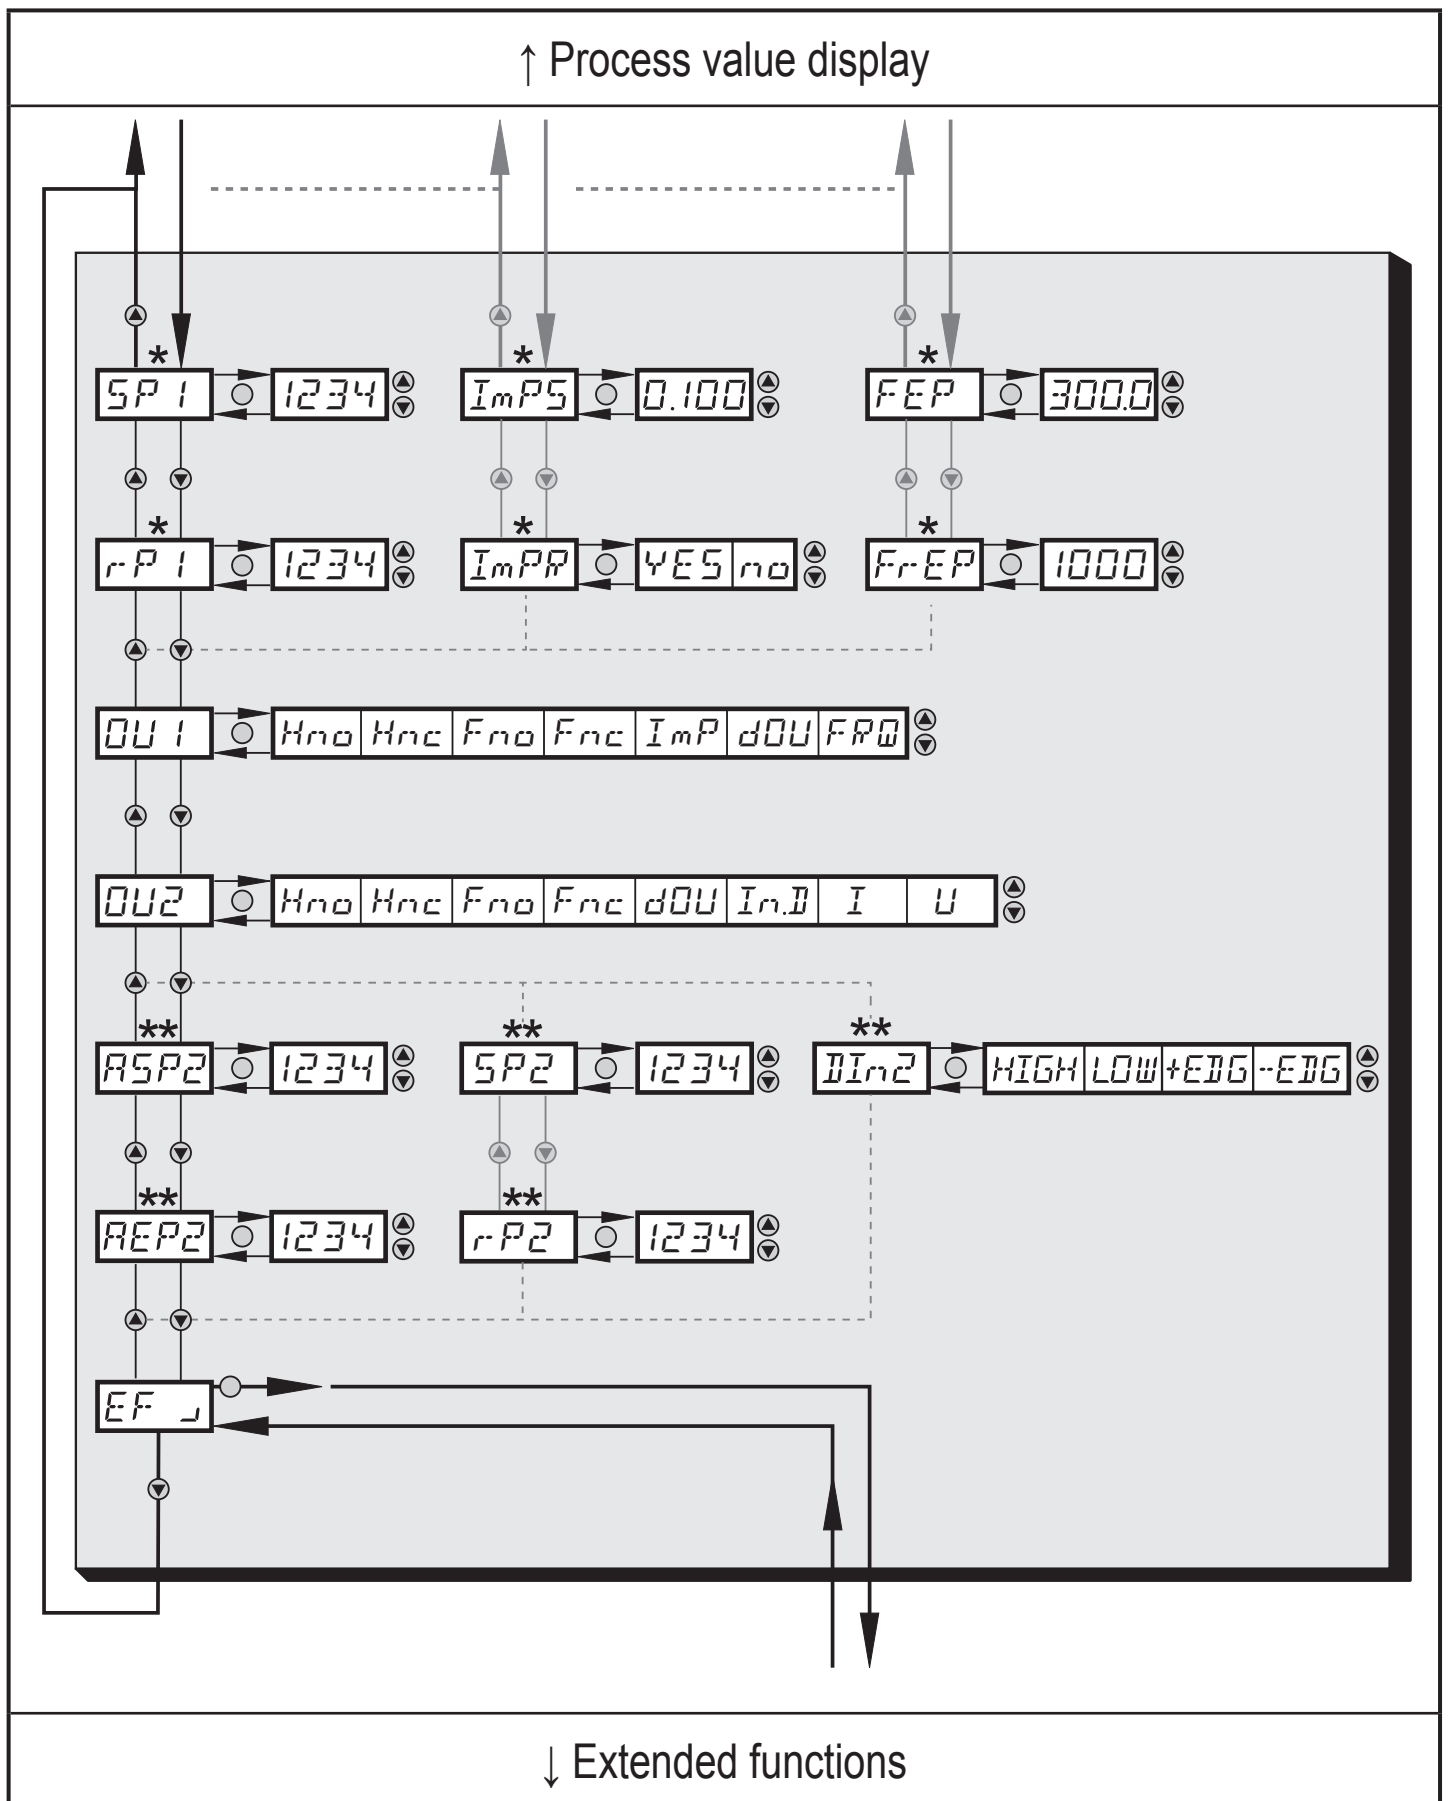 ↑ Process value display
* * *
SP1 1234 ImPS 0.100 FEP 300.0
* * *
rP1 1234 ImPR YES no FrEP 1000
OU1 Hno Hnc Fno Fnc ImP dOU FRQ
OU2 Hno Hnc Fno Fnc dOU In.D I U
** ** **
ASP2 1234 SP2 1234 DIn2 HIGH LOW +EDG -EDG
** **
AEP2 1234 rP2 1234
EF
↓ Extended functions